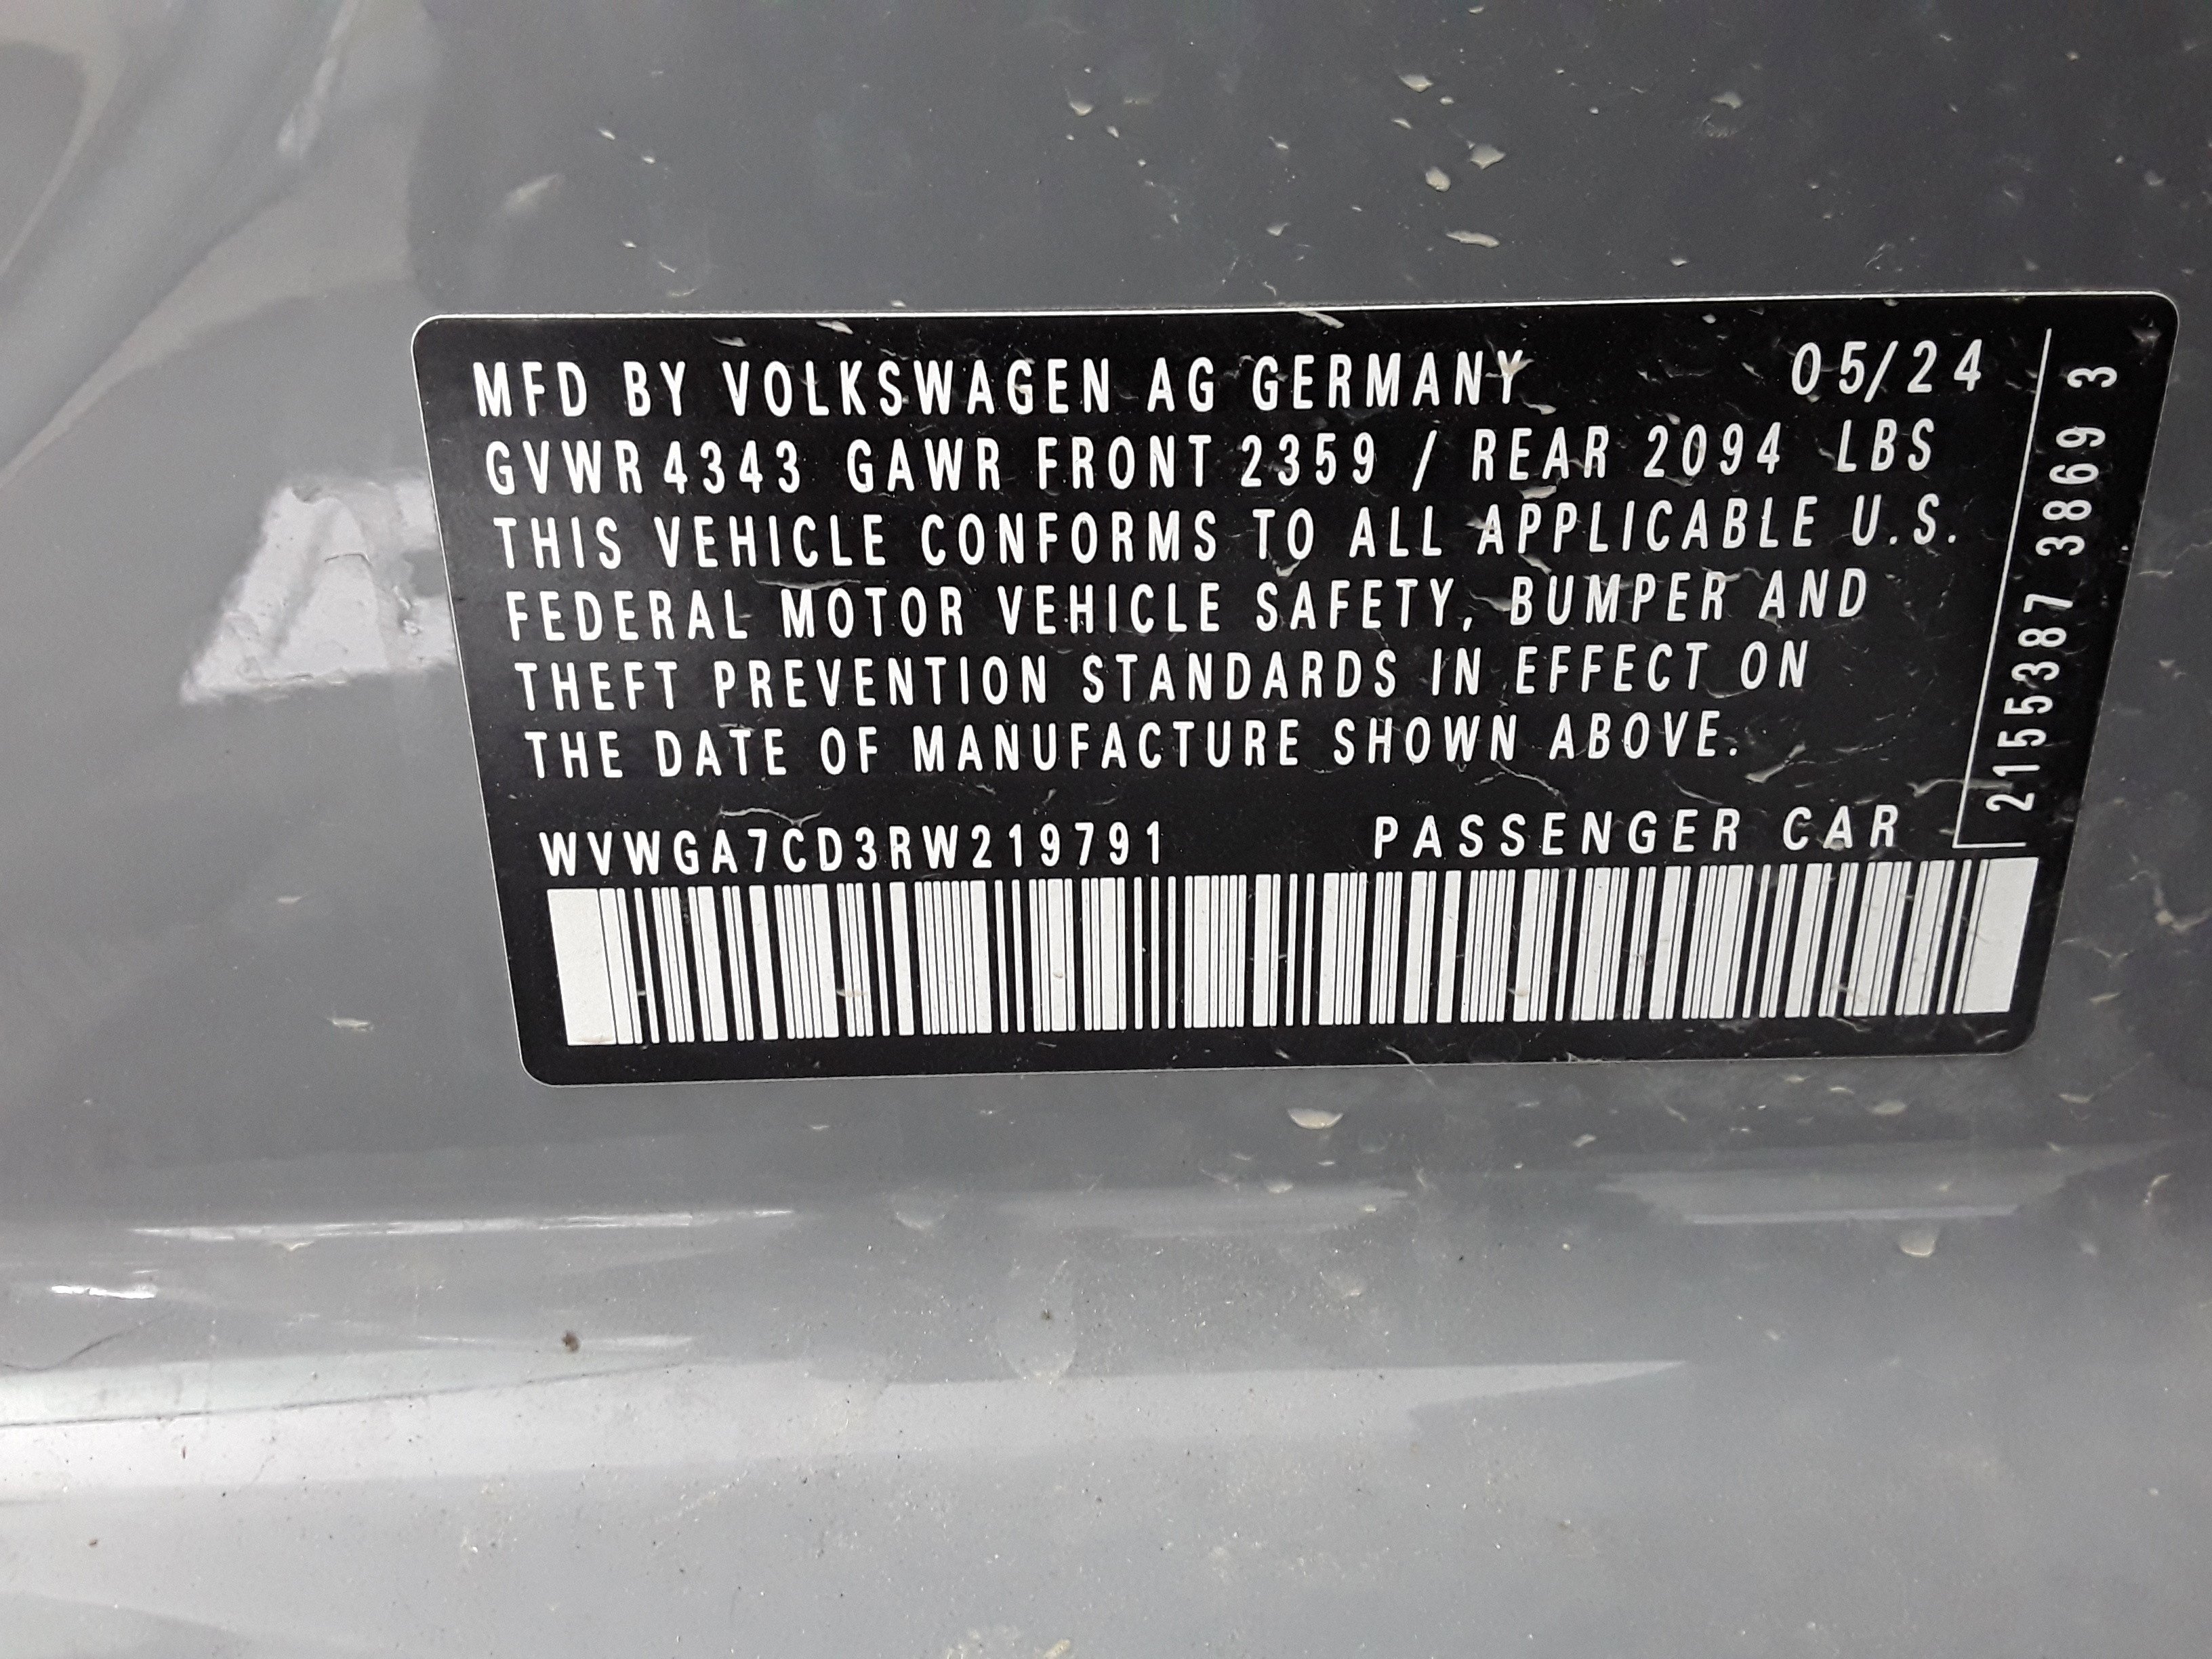 MFD BY VOLKSWAGEN AG GERMANY 05/24
GVWR 4343 GAWR FRONT 2359 / REAR 2094 LBS
THIS VEHICLE CONFORMS TO ALL APPLICABLE U.S.
FEDERAL MOTOR VEHICLE SAFETY, BUMPER AND
THEFT PREVENTION STANDARDS IN EFFECT ON
THE DATE OF MANUFACTURE SHOWN ABOVE.
WVWGA7CD3RW219791 PASSENGER CAR
2155387 3869 3